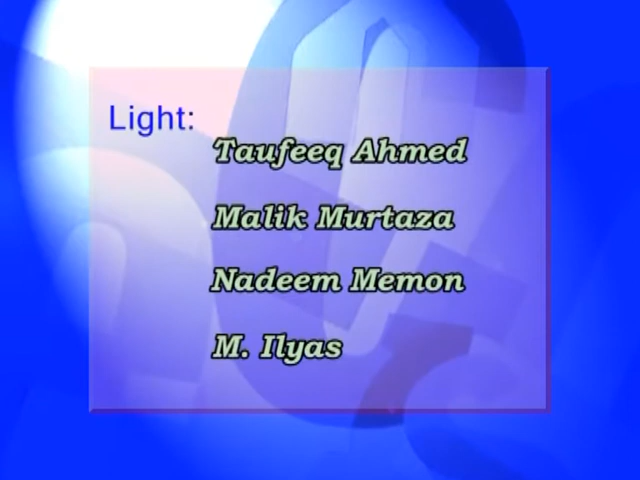 Light:
Taufeeq Ahmed
Malik Murtaza
Nadeem Memon
M. Ilyas